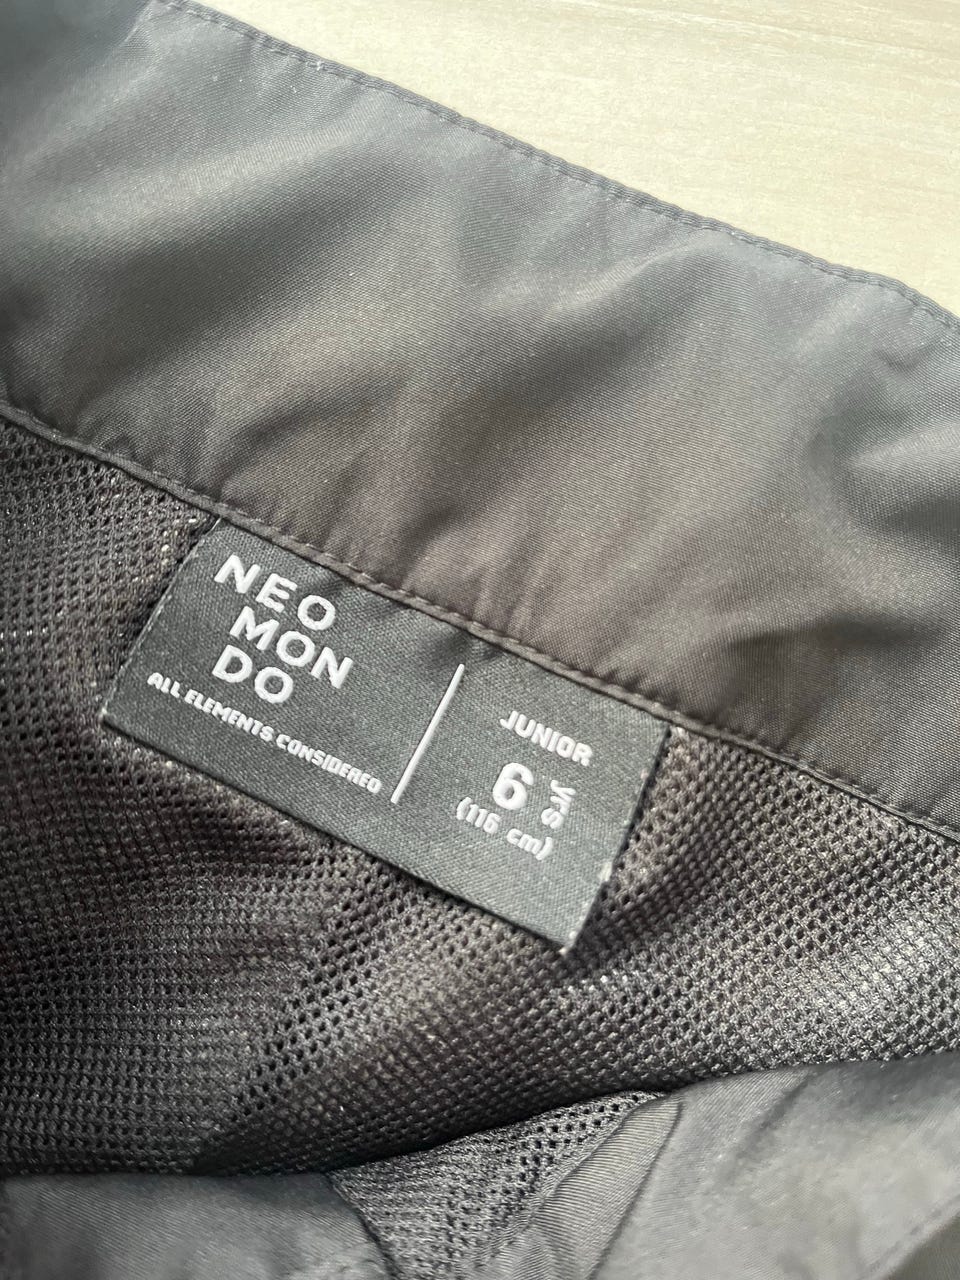 NEO
MON
DO
ALL ELEMENTS CONSIDERED
JUNIOR
6 yrs
(116 cm)